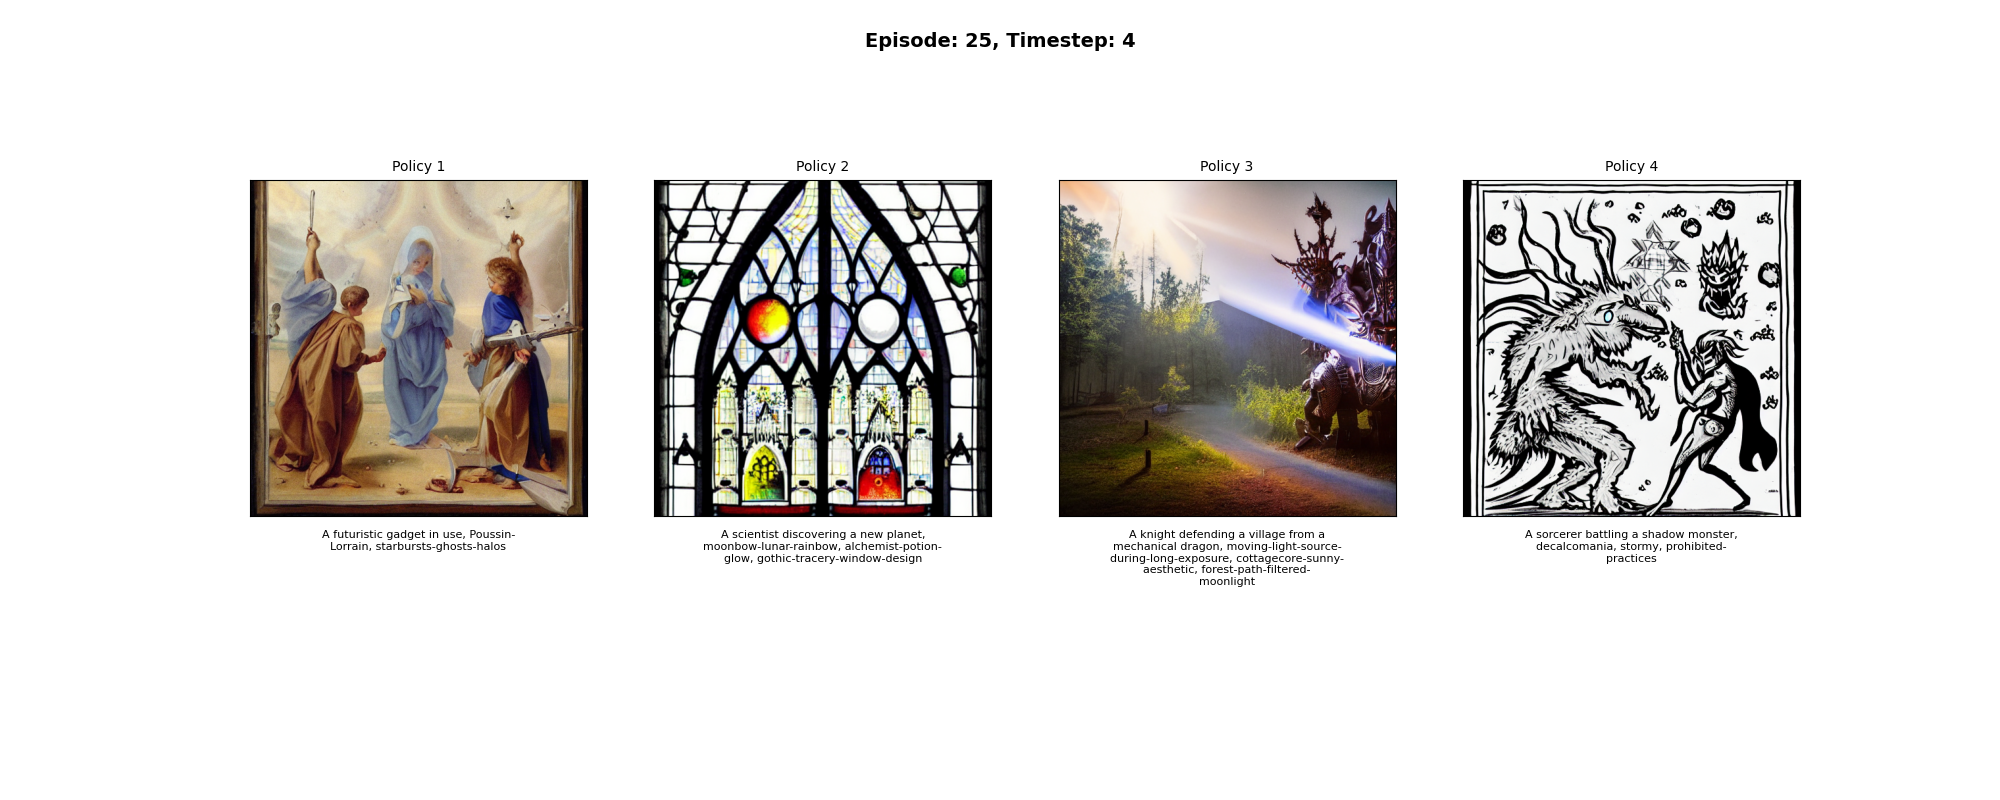 Episode: 25, Timestep: 4
Policy 1
Policy 2
Policy 3
Policy 4
A futuristic gadget in use, Poussin-
Lorrain, starbursts-ghosts-halos
A scientist discovering a new planet,
moonbow-lunar-rainbow, alchemist-potion-
glow, gothic-tracery-window-design
A knight defending a village from a
mechanical dragon, moving-light-source-
during-long-exposure, cottagecore-sunny-
aesthetic, forest-path-filtered-
moonlight
A sorcerer battling a shadow monster,
decalcomania, stormy, prohibited-
practices